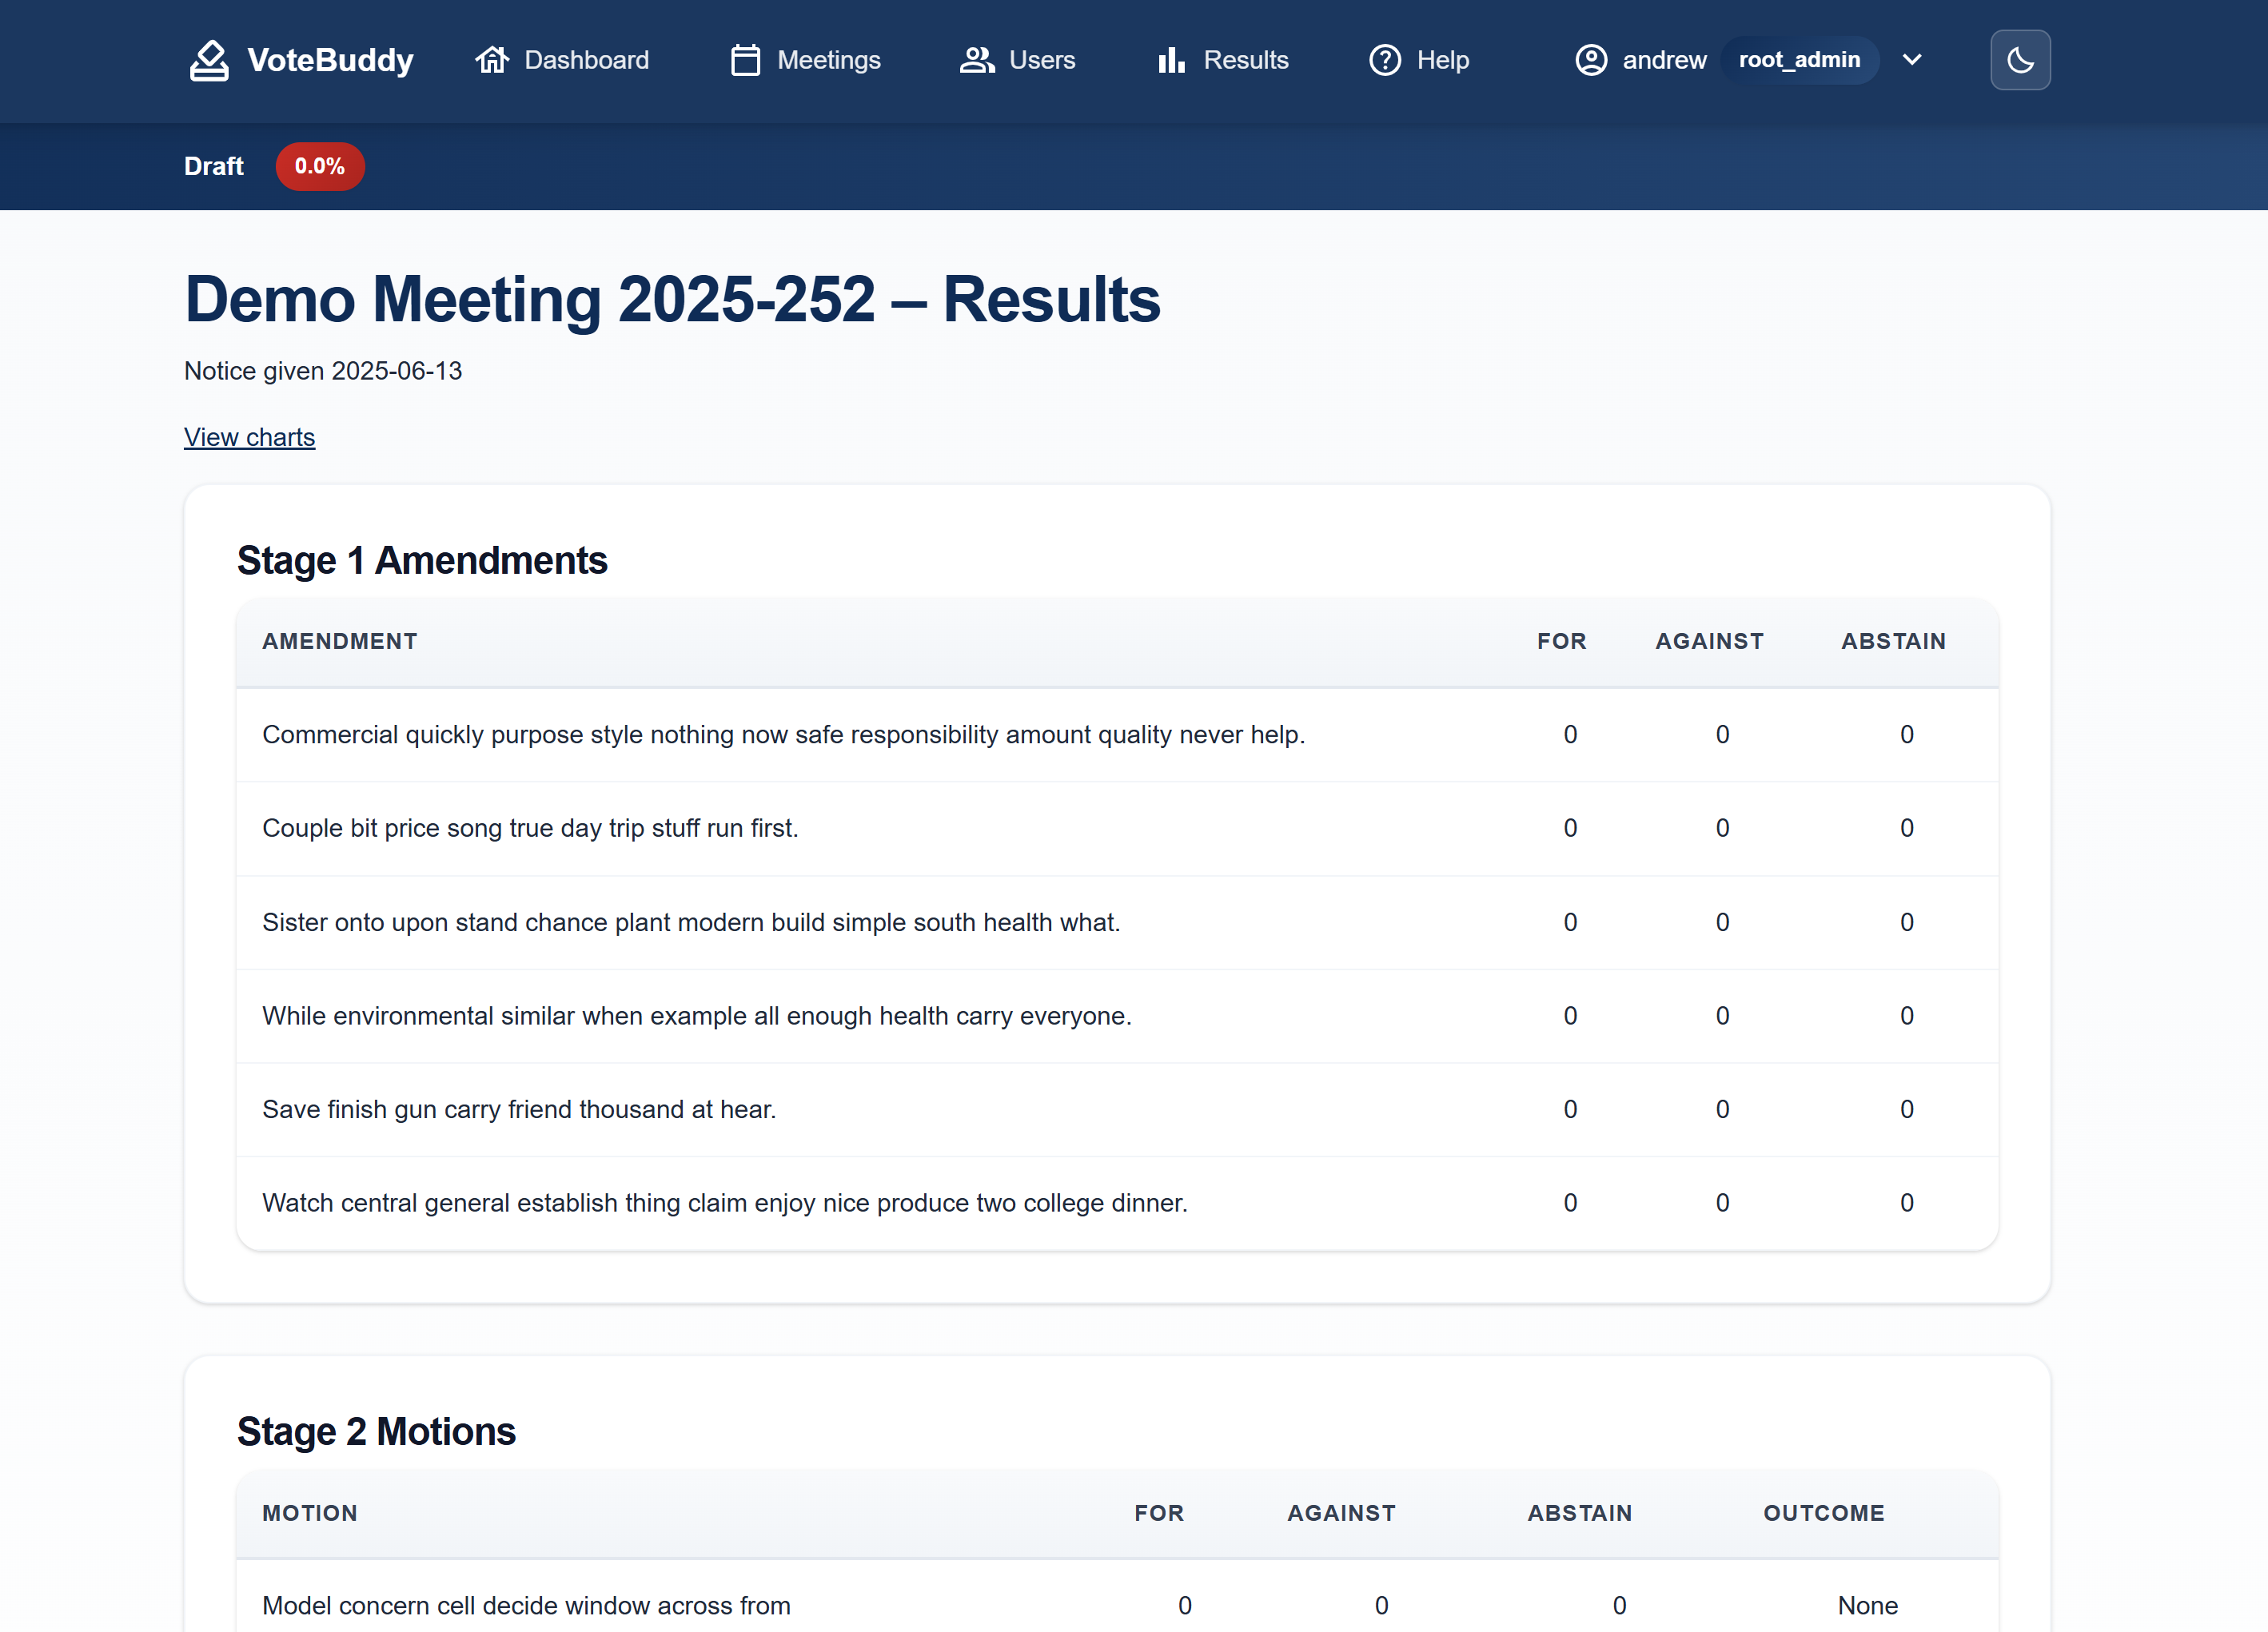 VoteBuddy Dashboard Meetings Users Results Help andrew root_admin
Draft 0.0%
Demo Meeting 2025-252 – Results
Notice given 2025-06-13
View charts
Stage 1 Amendments
AMENDMENT FOR AGAINST ABSTAIN
Commercial quickly purpose style nothing now safe responsibility amount quality never help. 0 0 0
Couple bit price song true day trip stuff run first. 0 0 0
Sister onto upon stand chance plant modern build simple south health what. 0 0 0
While environmental similar when example all enough health carry everyone. 0 0 0
Save finish gun carry friend thousand at hear. 0 0 0
Watch central general establish thing claim enjoy nice produce two college dinner. 0 0 0
Stage 2 Motions
MOTION FOR AGAINST ABSTAIN OUTCOME
Model concern cell decide window across from 0 0 0 None